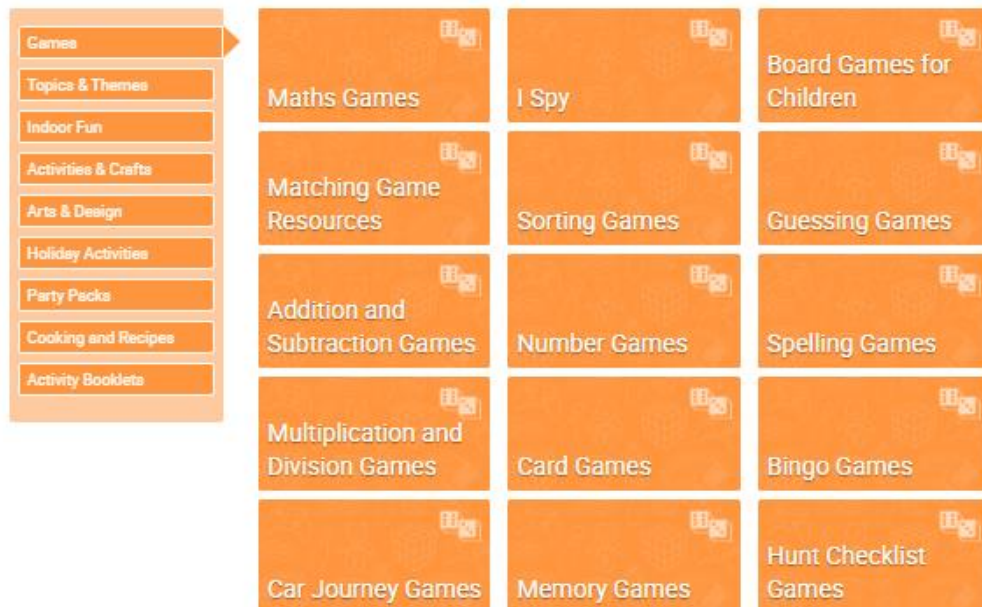 Games
Topics & Themes
Indoor Fun
Activities & Crafts
Arts & Design
Holiday Activities
Party Packs
Cooking and Recipes
Activity Booklets
Maths Games
I Spy
Board Games for
Children
Matching Game
Resources
Sorting Games
Guessing Games
Addition and
Subtraction Games
Number Games
Spelling Games
Multiplication and
Division Games
Card Games
Bingo Games
Car Journey Games
Memory Games
Hunt Checklist
Games